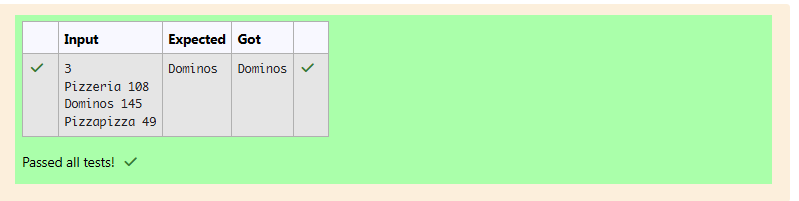 Input Expected Got
3 Dominos Dominos
Pizzeria 108
Dominos 145
Pizzapizza 49
Passed all tests!